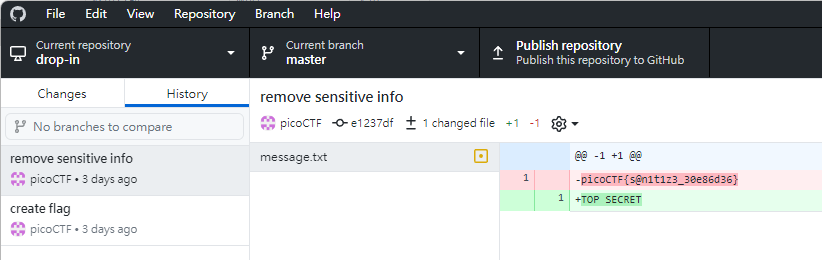 File Edit View Repository Branch Help
Current repository
drop-in
Current branch
master
Publish repository
Publish this repository to GitHub
Changes History
No branches to compare
remove sensitive info
picoCTF • 3 days ago
create flag
picoCTF • 3 days ago
remove sensitive info
picoCTF e1237df 1 changed file +1 -1
message.txt
@@ -1 +1 @@
1 -picoCTF{s@n1t1z3_30e86d36}
1 +TOP SECRET